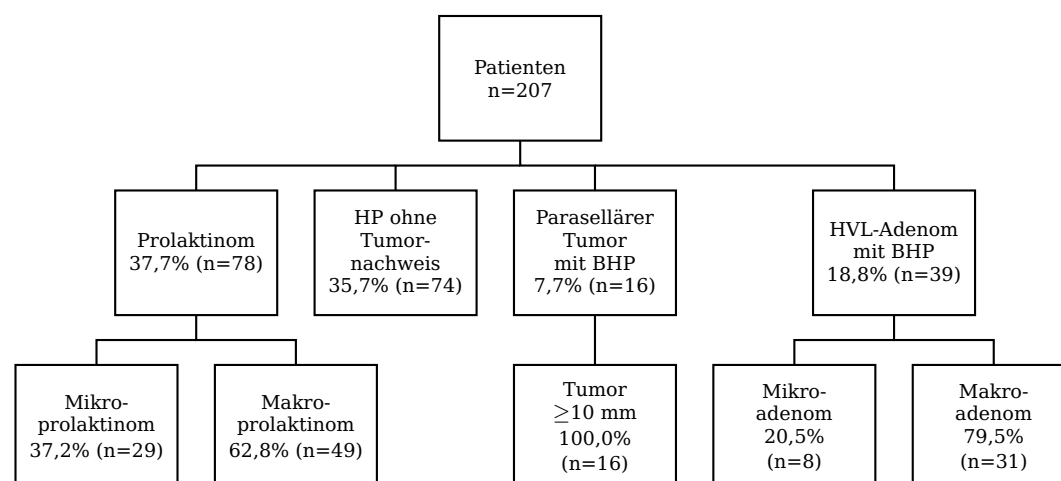 Patienten
n=207
Prolaktinom
37,7% (n=78)
HP ohne
Tumor-
nachweis
35,7% (n=74)
Parasellärer
Tumor
mit BHP
7,7% (n=16)
HVL-Adenom
mit BHP
18,8% (n=39)
Mikro-
prolaktinom
37,2% (n=29)
Makro-
prolaktinom
62,8% (n=49)
Tumor
≥10 mm
100,0%
(n=16)
Mikro-
adenom
20,5%
(n=8)
Makro-
adenom
79,5%
(n=31)